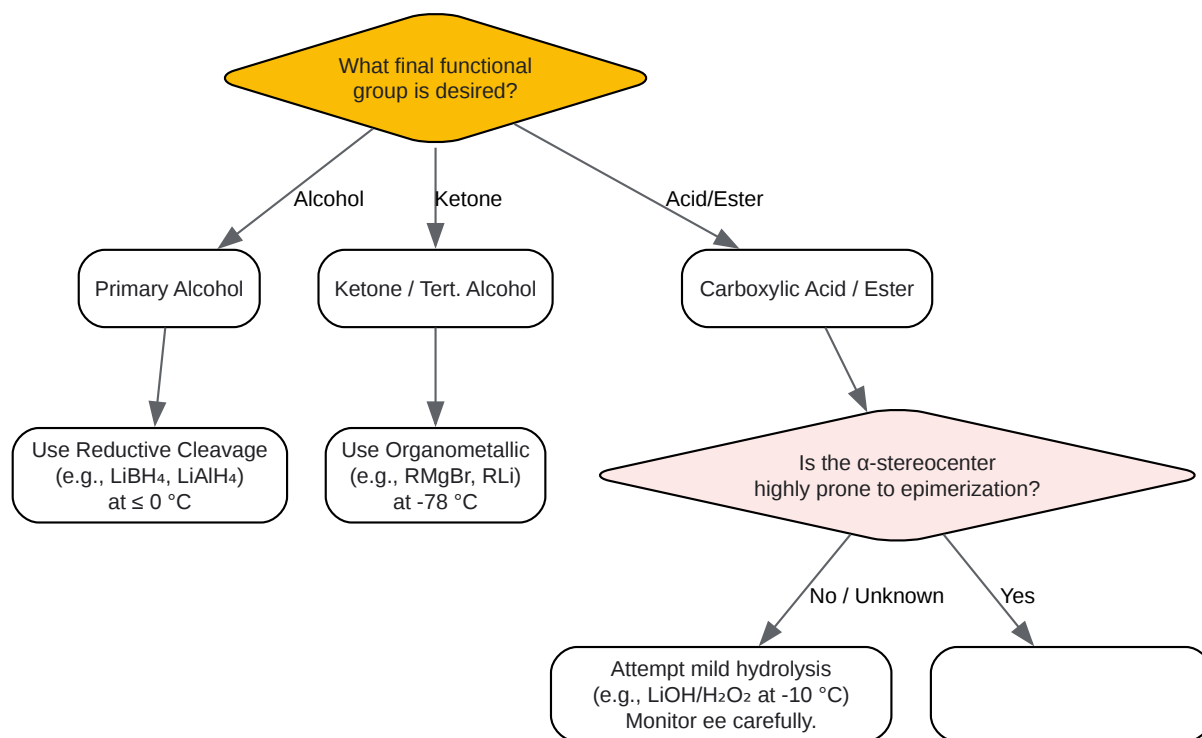 What final functional
group is desired?
Alcohol
Ketone
Acid/Ester
Primary Alcohol
Ketone / Tert. Alcohol
Carboxylic Acid / Ester
Use Reductive Cleavage
(e.g., LiBH₄, LiAlH₄)
at ≤ 0 °C
Use Organometallic
(e.g., RMgBr, RLi)
at -78 °C
Is the α-stereocenter
highly prone to epimerization?
No / Unknown
Yes
Attempt mild hydrolysis
(e.g., LiOH/H₂O₂ at -10 °C)
Monitor ee carefully.